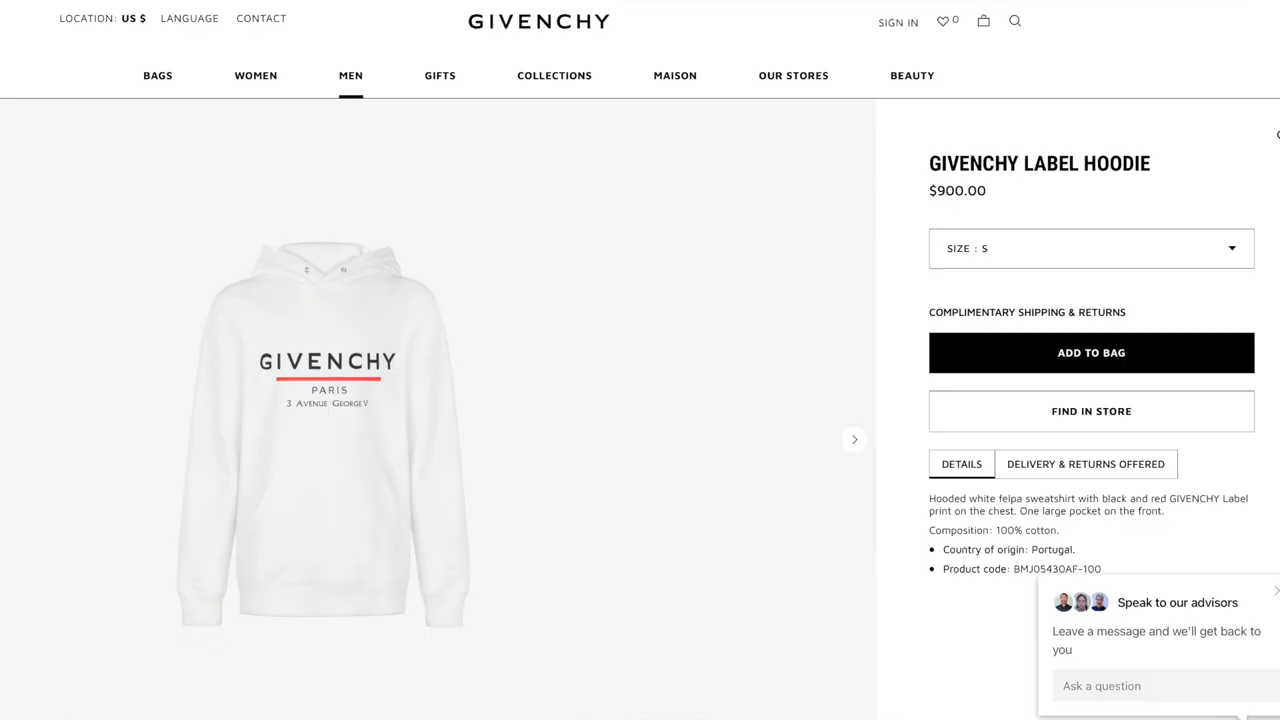 LOCATION: US $ LANGUAGE CONTACT
GIVENCHY
SIGN IN 0
BAGS WOMEN MEN GIFTS COLLECTIONS MAISON OUR STORES BEAUTY
GIVENCHY
PARIS
3 AVENUE GEORGE V
GIVENCHY LABEL HOODIE
$900.00
SIZE : S
COMPLIMENTARY SHIPPING & RETURNS
ADD TO BAG
FIND IN STORE
DETAILS DELIVERY & RETURNS OFFERED
Hooded white felpa sweatshirt with black and red GIVENCHY Label
print on the chest. One large pocket on the front.
Composition: 100% cotton.
• Country of origin: Portugal.
• Product code: BMJ05430AF-100
Speak to our advisors
Leave a message and we'll get back to
you
Ask a question